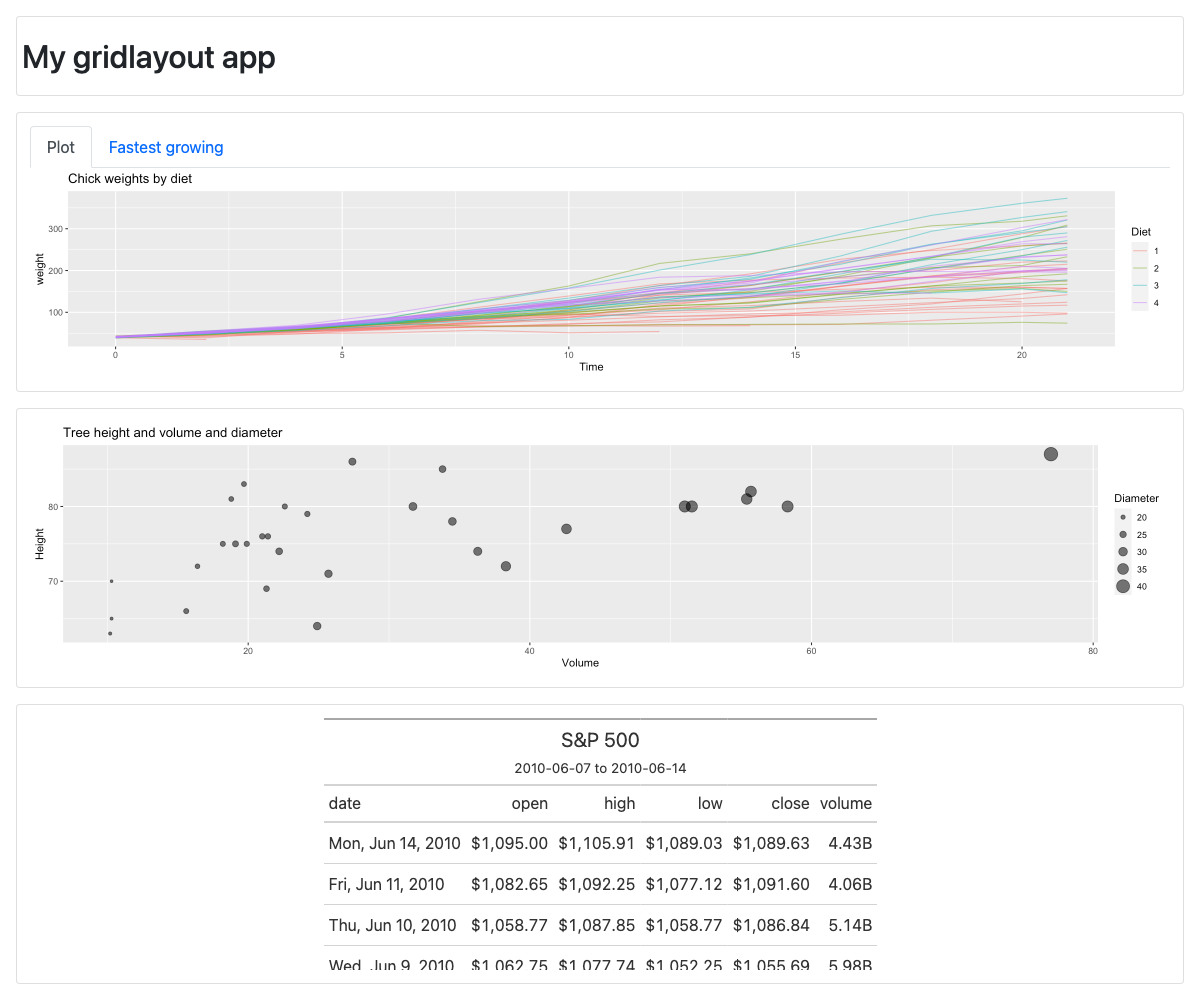 My gridlayout app
Plot Fastest growing
Chick weights by diet
300
200
100
weight
0 5 10 15 20
Time
Diet
1
2
3
4
Tree height and volume and diameter
80
70
Height
20 40 60 80
Volume
Diameter
20
25
30
35
40
S&P 500
2010-06-07 to 2010-06-14
date open high low close volume
Mon, Jun 14, 2010 $1,095.00 $1,105.91 $1,089.03 $1,089.63 4.43B
Fri, Jun 11, 2010 $1,082.65 $1,092.25 $1,077.12 $1,091.60 4.06B
Thu, Jun 10, 2010 $1,058.77 $1,087.85 $1,058.77 $1,086.84 5.14B
Wed, Jun 9, 2010 $1,062.75 $1,077.74 $1,052.25 $1,055.69 5.98B